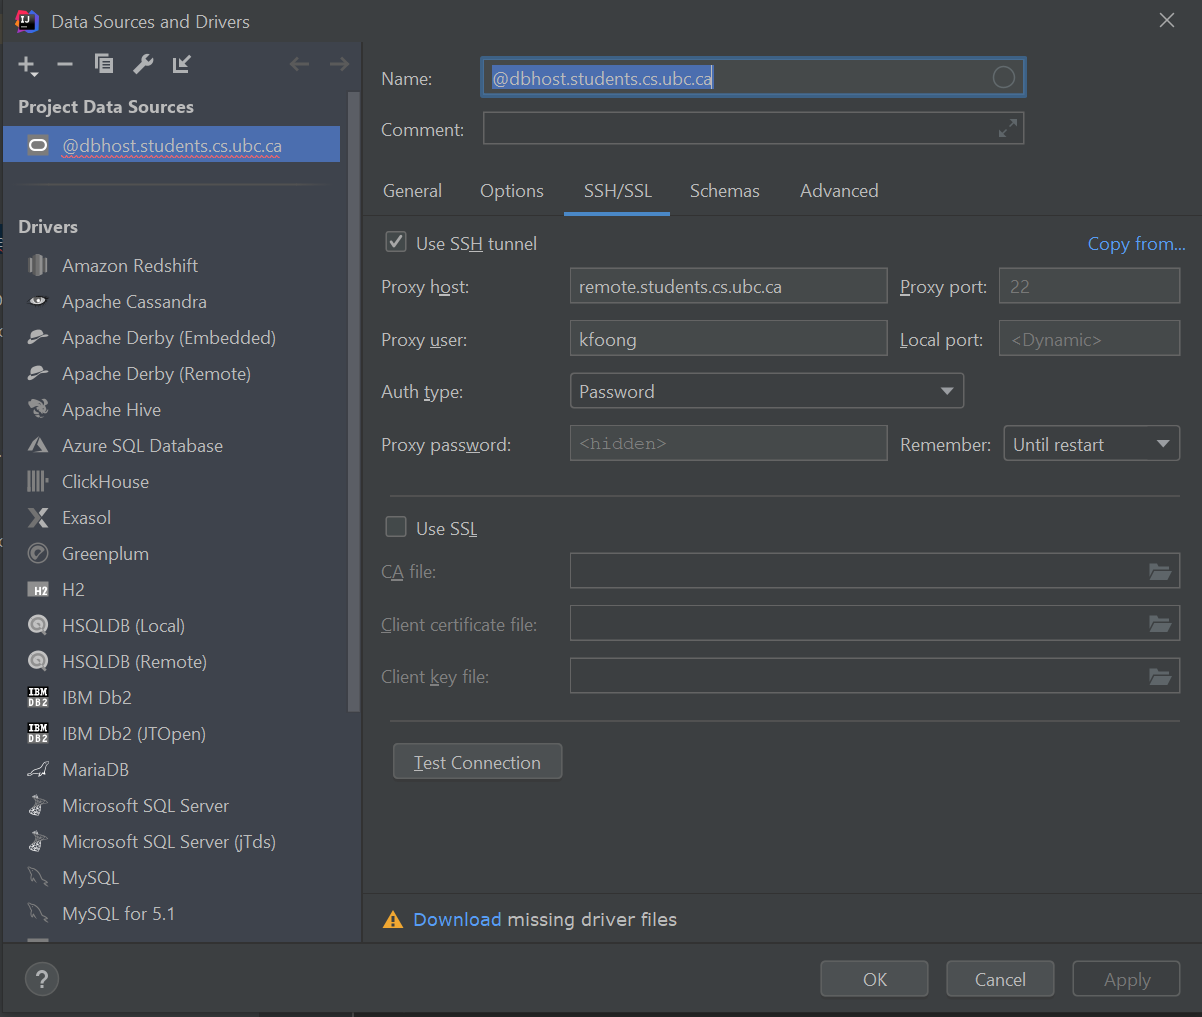 Data Sources and Drivers
Project Data Sources
@dbhost.students.cs.ubc.ca
Drivers
Amazon Redshift
Apache Cassandra
Apache Derby (Embedded)
Apache Derby (Remote)
Apache Hive
Azure SQL Database
ClickHouse
Exasol
Greenplum
H2
H2
HSQLDB (Local)
HSQLDB (Remote)
IBM DB2
IBM Db2
IBM DB2
IBM Db2 (JTOpen)
MariaDB
Microsoft SQL Server
Microsoft SQL Server (jTds)
MySQL
MySQL for 5.1
Name: @dbhost.students.cs.ubc.ca
Comment:
General Options SSH/SSL Schemas Advanced
Use SSH tunnel Copy from...
Proxy host: remote.students.cs.ubc.ca Proxy port: 22
Proxy user: kfoong Local port: <Dynamic>
Auth type: Password
Proxy password: <hidden> Remember: Until restart
Use SSL
CA file:
Client certificate file:
Client key file:
Test Connection
Download missing driver files
? OK Cancel Apply